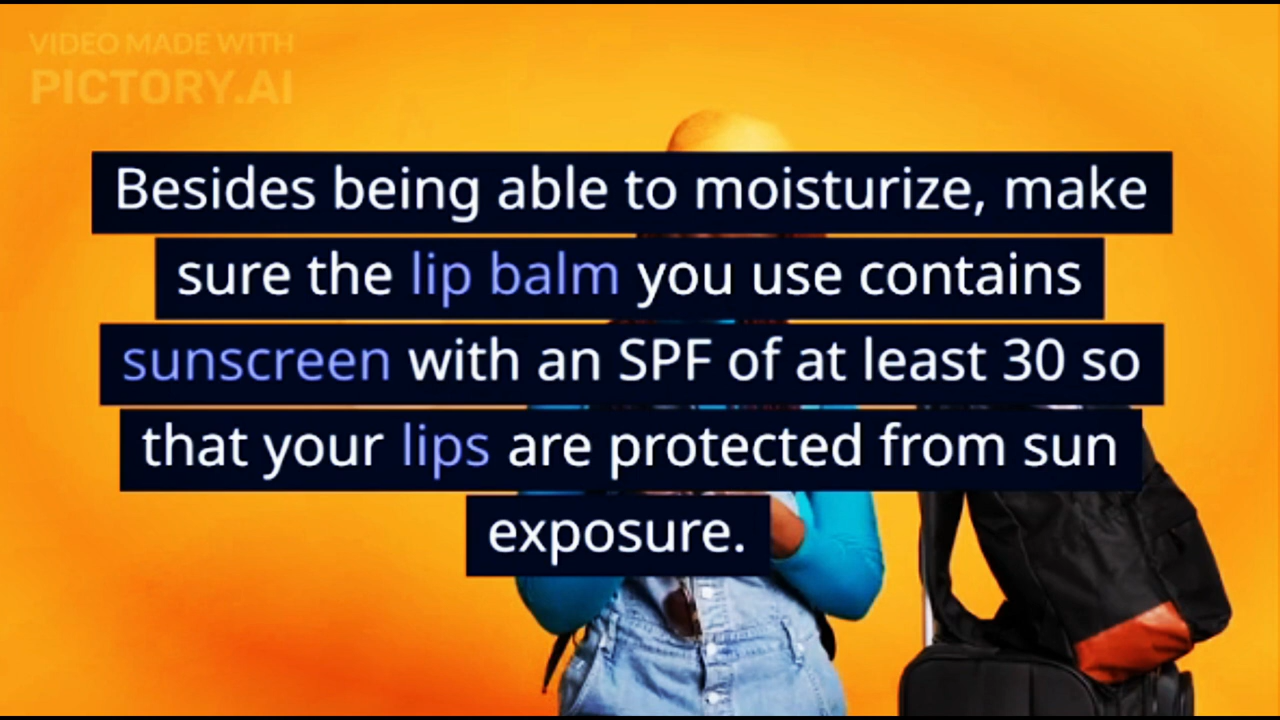 VIDEO MADE WITH
PICTORY.AI
Besides being able to moisturize, make
sure the lip balm you use contains
sunscreen with an SPF of at least 30 so
that your lips are protected from sun
exposure.